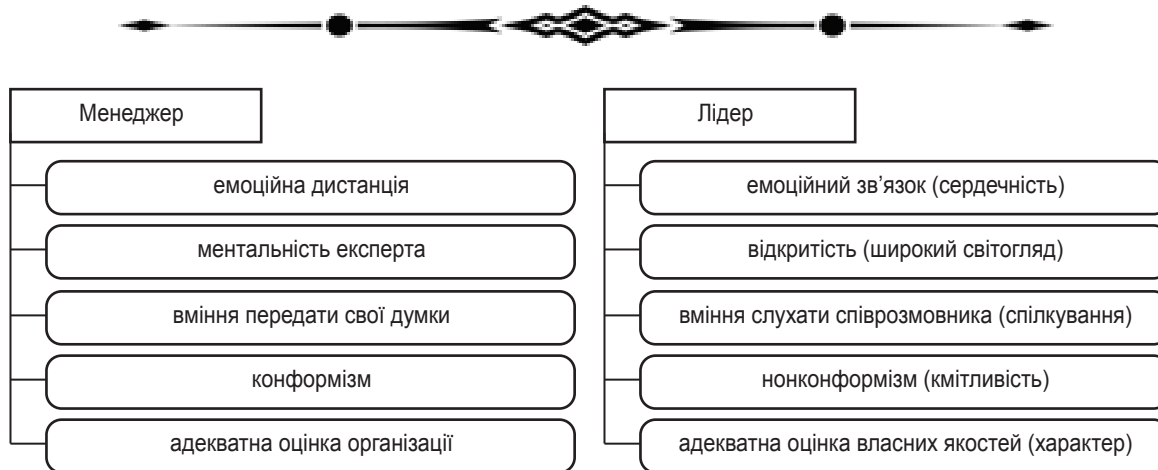 Менеджер
емоційна дистанція
ментальність експерта
вміння передати свої думки
конформізм
адекватна оцінка організації
Лідер
емоційний зв’язок (сердечність)
відкритість (широкий світогляд)
вміння слухати співрозмовника (спілкування)
нонконформізм (кмітливість)
адекватна оцінка власних якостей (характер)